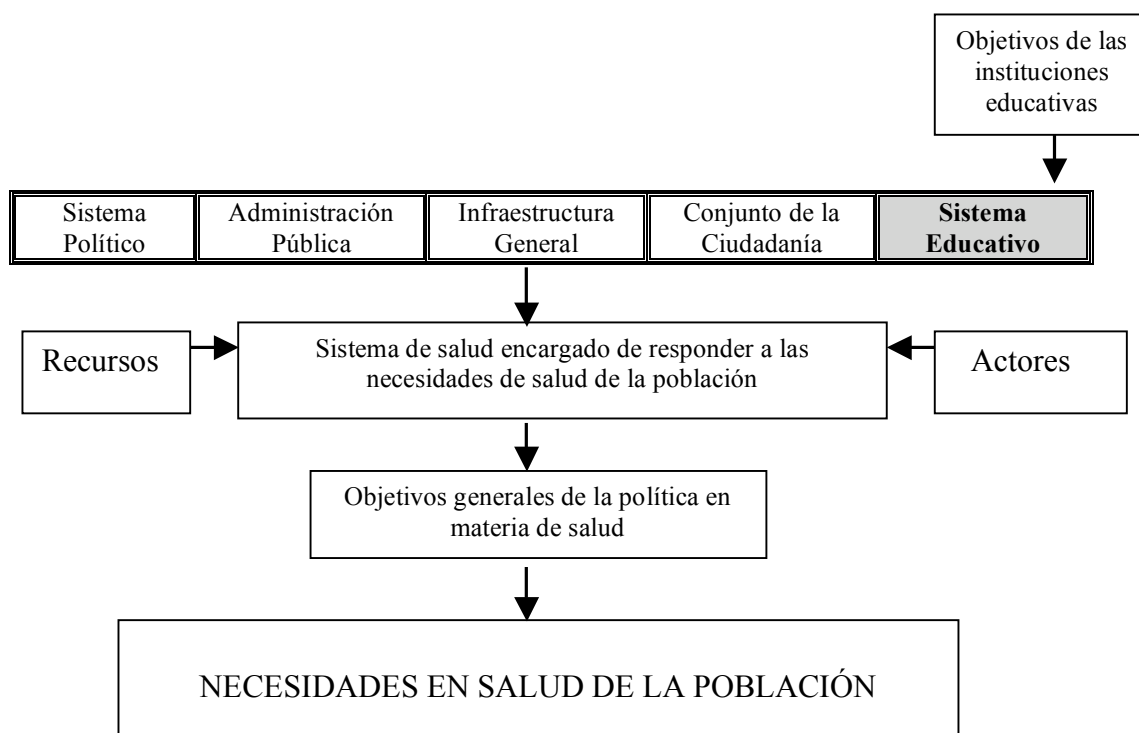 Objetivos de las
instituciones
educativas
Sistema
Político
Administración
Pública
Infraestructura
General
Conjunto de la
Ciudadanía
Sistema
Educativo
Recursos
Sistema de salud encargado de responder a las
necesidades de salud de la población
Actores
Objetivos generales de la política en
materia de salud
NECESIDADES EN SALUD DE LA POBLACIÓN